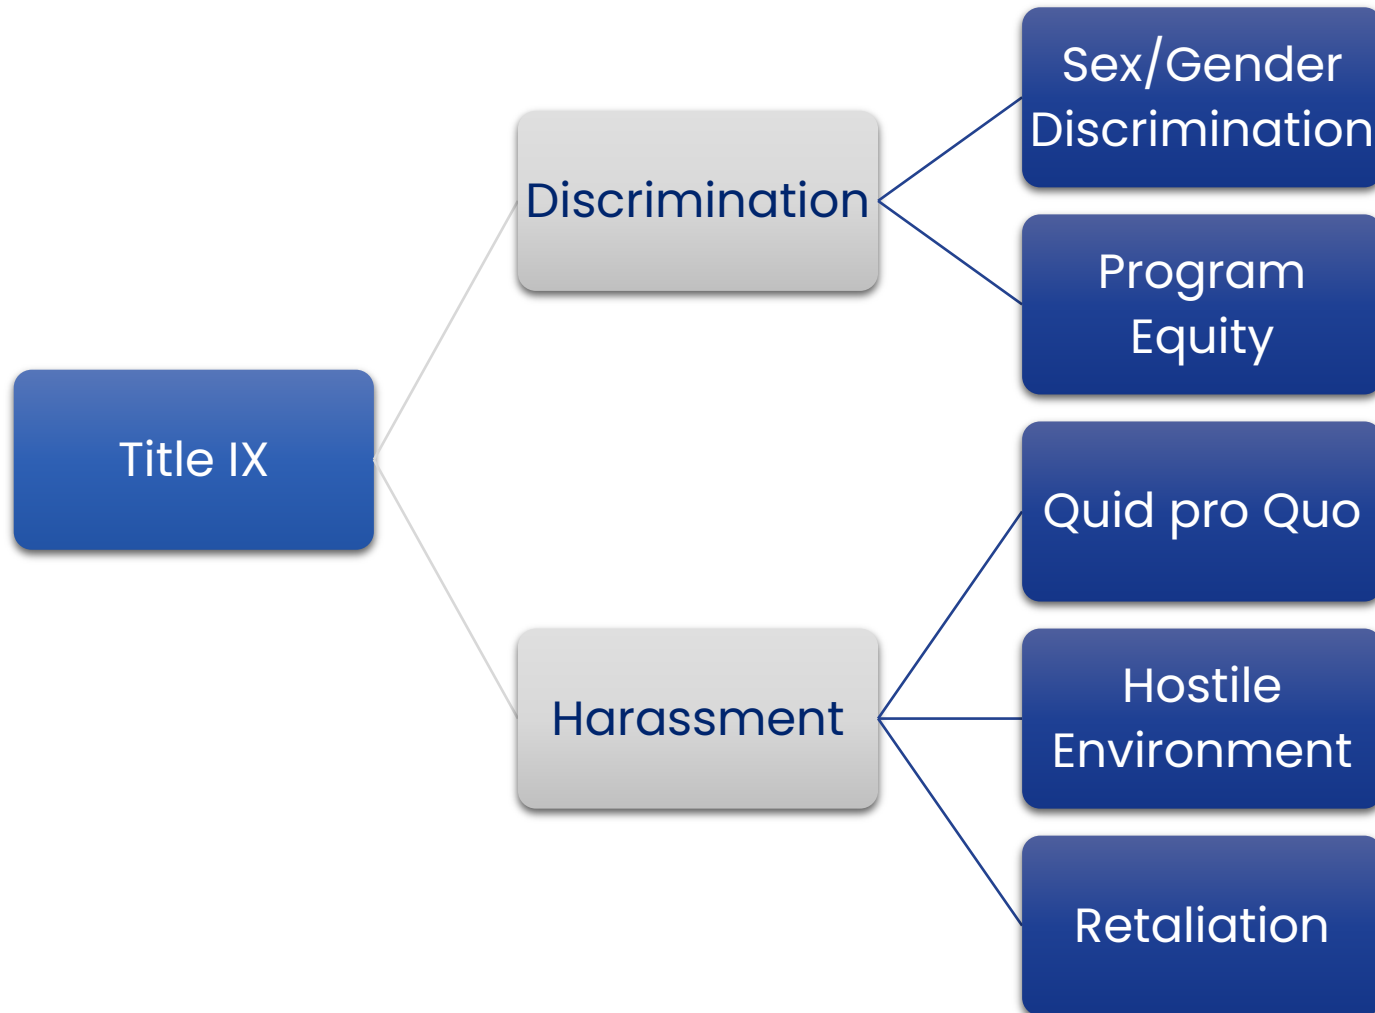 Title IX
Discrimination
Sex/Gender
Discrimination
Program
Equity
Harassment
Quid pro Quo
Hostile
Environment
Retaliation